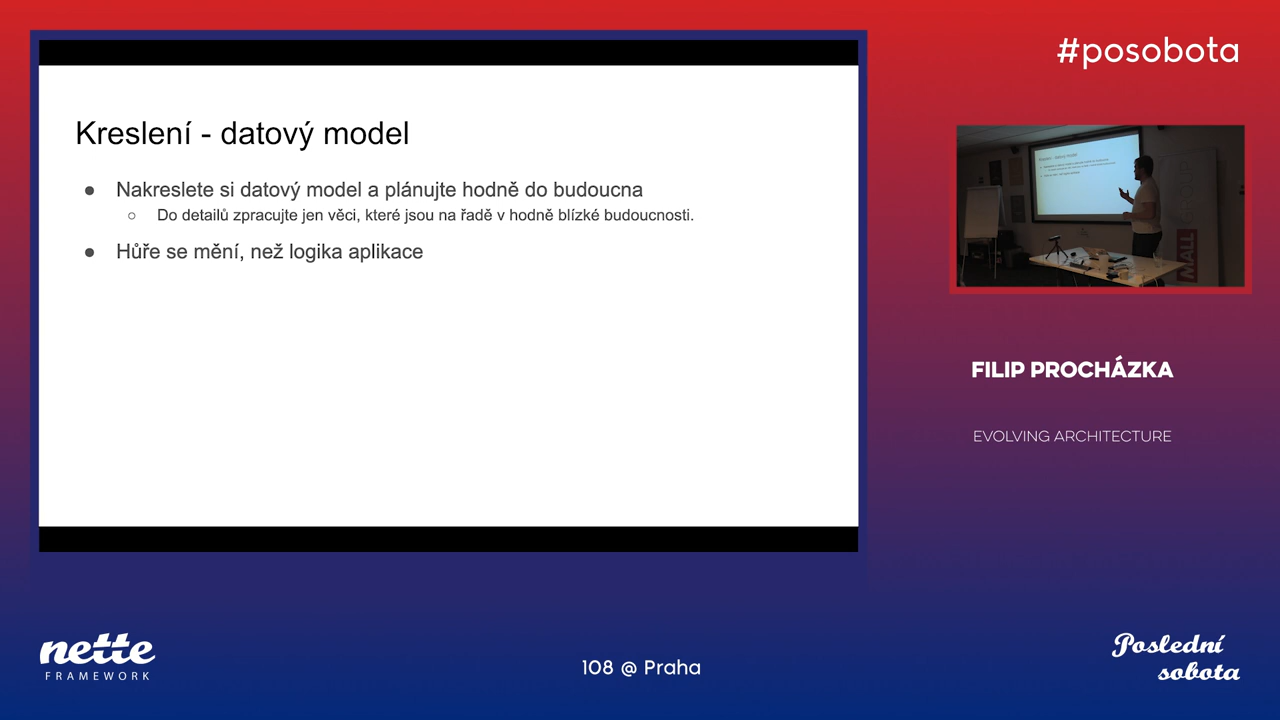 #posobota
Kreslení - datový model
● Nakreslete si datový model a plánujte hodně do budoucna
○ Do detailů zpracujte jen věci, které jsou na řadě v hodně blízké budoucnosti.
● Hůře se mění, než logika aplikace
MALL
FILIP PROCHÁZKA
EVOLVING ARCHITECTURE
nette
FRAMEWORK
108 @ Praha
Poslední
sobota